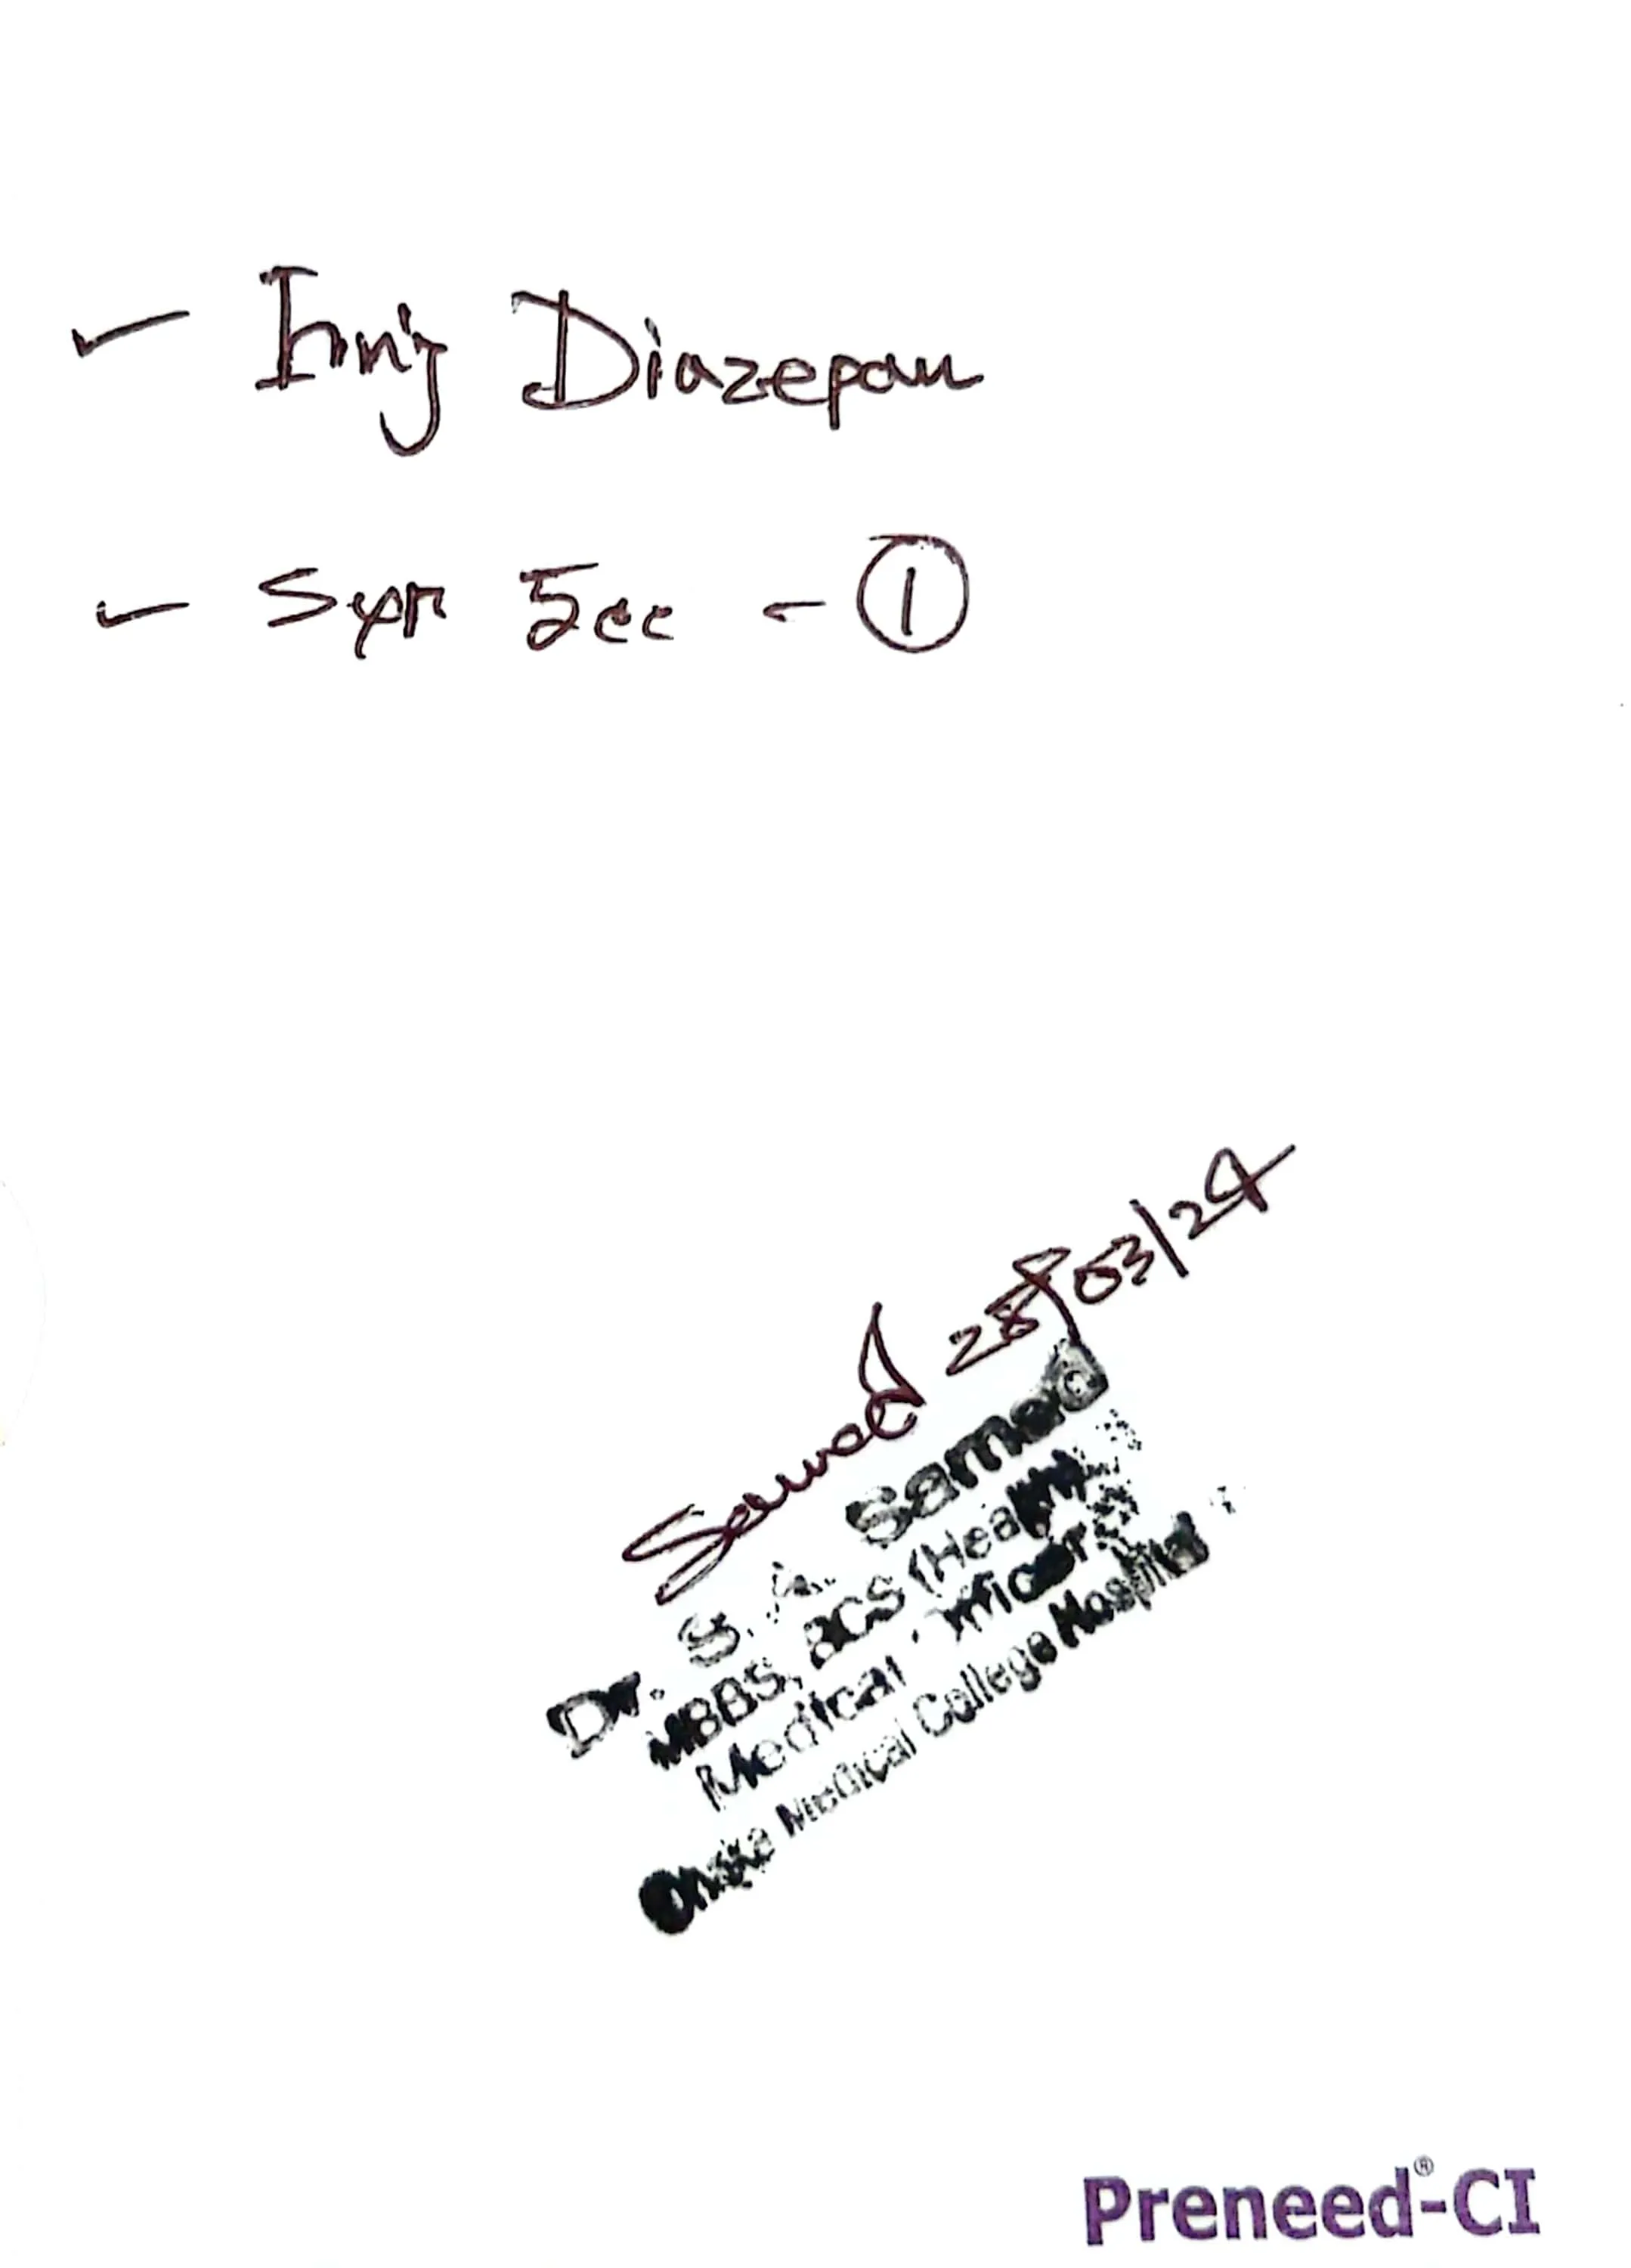 - Inj Diazepam
- Syr 5cc - ①
Samad 28/03/24
Dr. S. A. Samad
MBBS, BCS (Health)
Medical Officer
Dhaka Medical College Hospital
Preneed®-CI